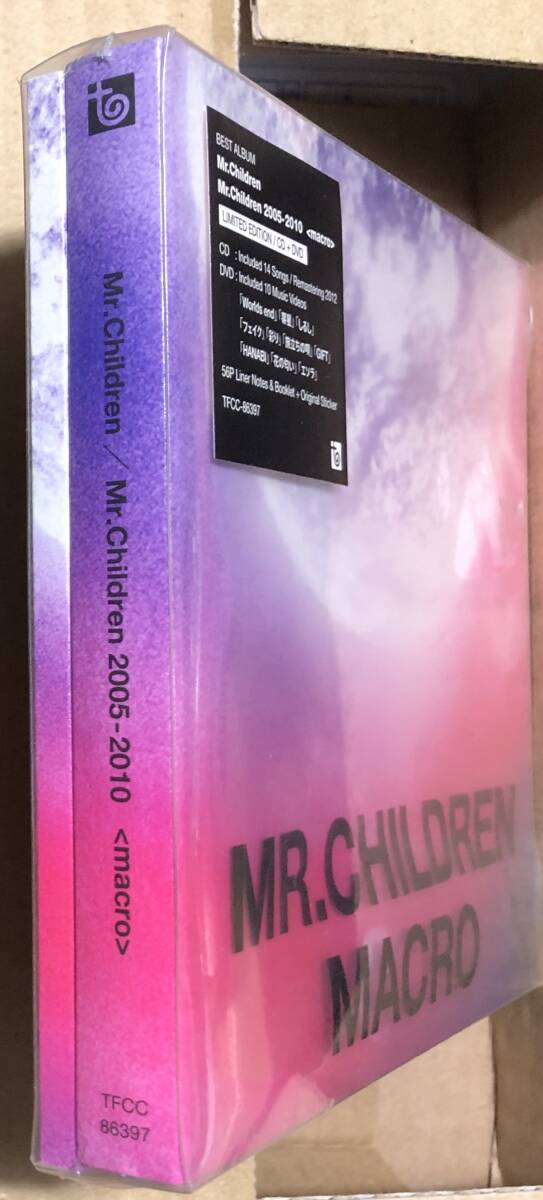 Mr.Children / Mr.Children 2005-2010 <macro>
TFCC
86397
BEST ALBUM
Mr.Children
Mr.Children 2005-2010 <macro>
LIMITED EDITION / CD + DVD
CD : Included 14 Songs / Remastering 2012
DVD : Included 10 Music Videos
「Worlds end」「箒星」「しるし」
「フェイク」「彩り」「旅立ちの唄」「GIFT」
「HANABI」「花の匂い」「エソラ」
56P Liner Notes & Booklet + Original Sticker
TFCC-86397
MR.CHILDREN
MACRO